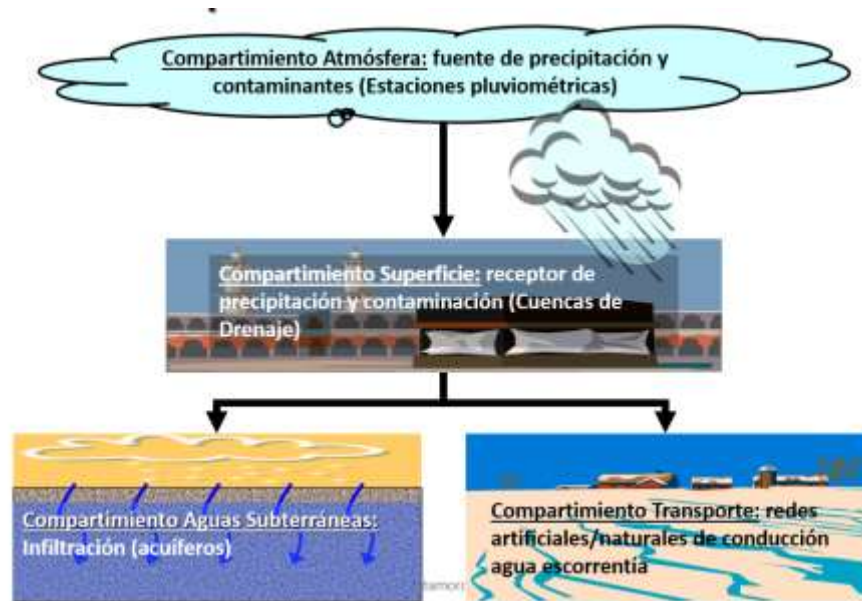 Compartimiento Atmósfera: fuente de precipitación y
contaminantes (Estaciones pluviométricas)
Compartimiento Superficie: receptor de
precipitación y contaminación (Cuencas de
Drenaje)
Compartimiento Aguas Subterráneas:
Infiltración (acuíferos)
Compartimiento Transporte: redes
artificiales/naturales de conducción
agua escorrentía